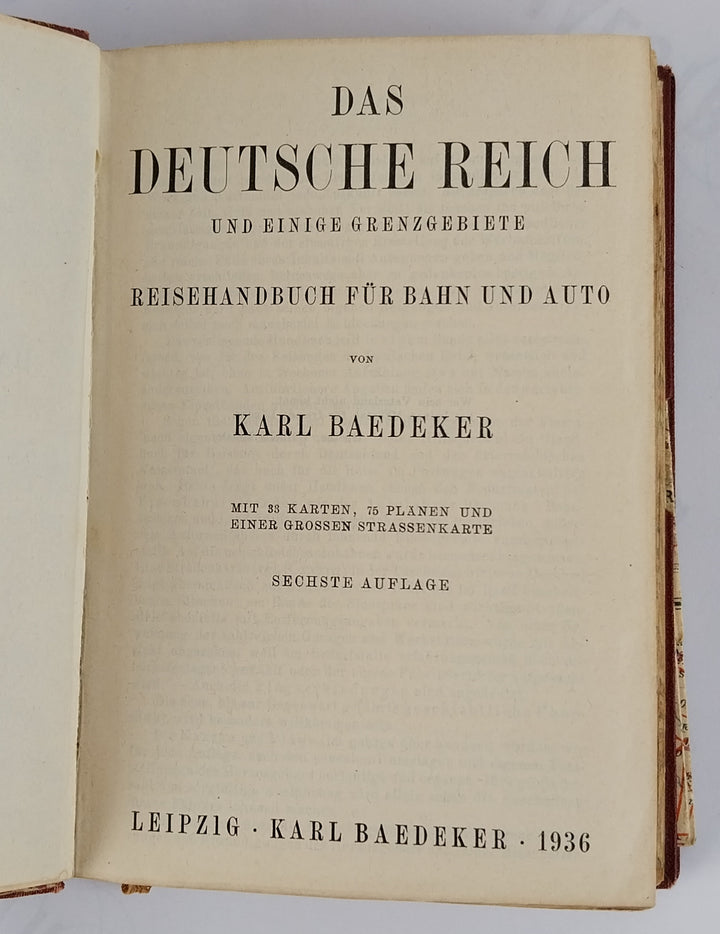 DAS
DEUTSCHE REICH
UND EINIGE GRENZGEBIETE
REISEHANDBUCH FÜR BAHN UND AUTO
VON
KARL BAEDEKER
MIT 33 KARTEN, 75 PLÄNEN UND
EINER GROSSEN STRASSENKARTE
SECHSTE AUFLAGE
LEIPZIG · KARL BAEDEKER · 1936